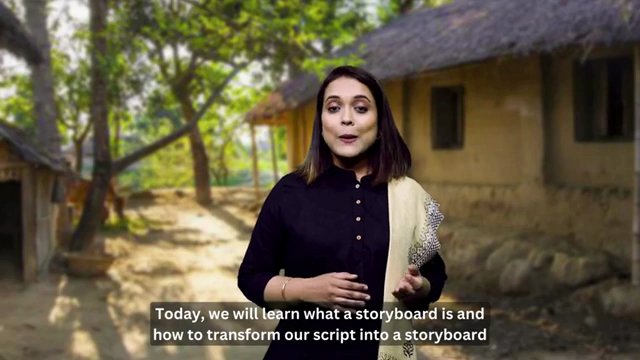 Today, we will learn what a storyboard is and
how to transform our script into a storyboard